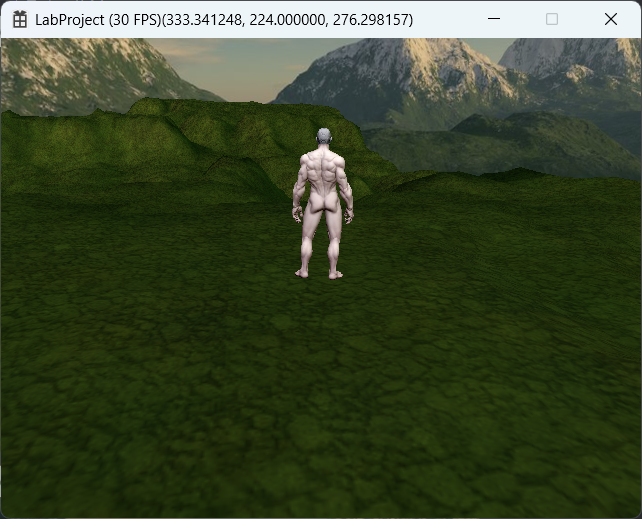 LabProject (30 FPS)(333.341248, 224.000000, 276.298157)